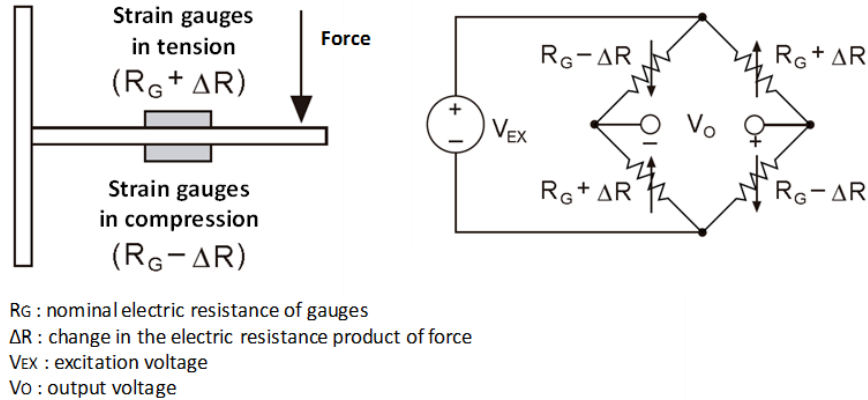 Strain gauges
in tension
(RG + ΔR)
Force
Strain gauges
in compression
(RG − ΔR)
RG − ΔR
RG + ΔR
+
−
VEX
−
VO
+
RG + ΔR
RG − ΔR
RG : nominal electric resistance of gauges
ΔR : change in the electric resistance product of force
VEX : excitation voltage
VO : output voltage